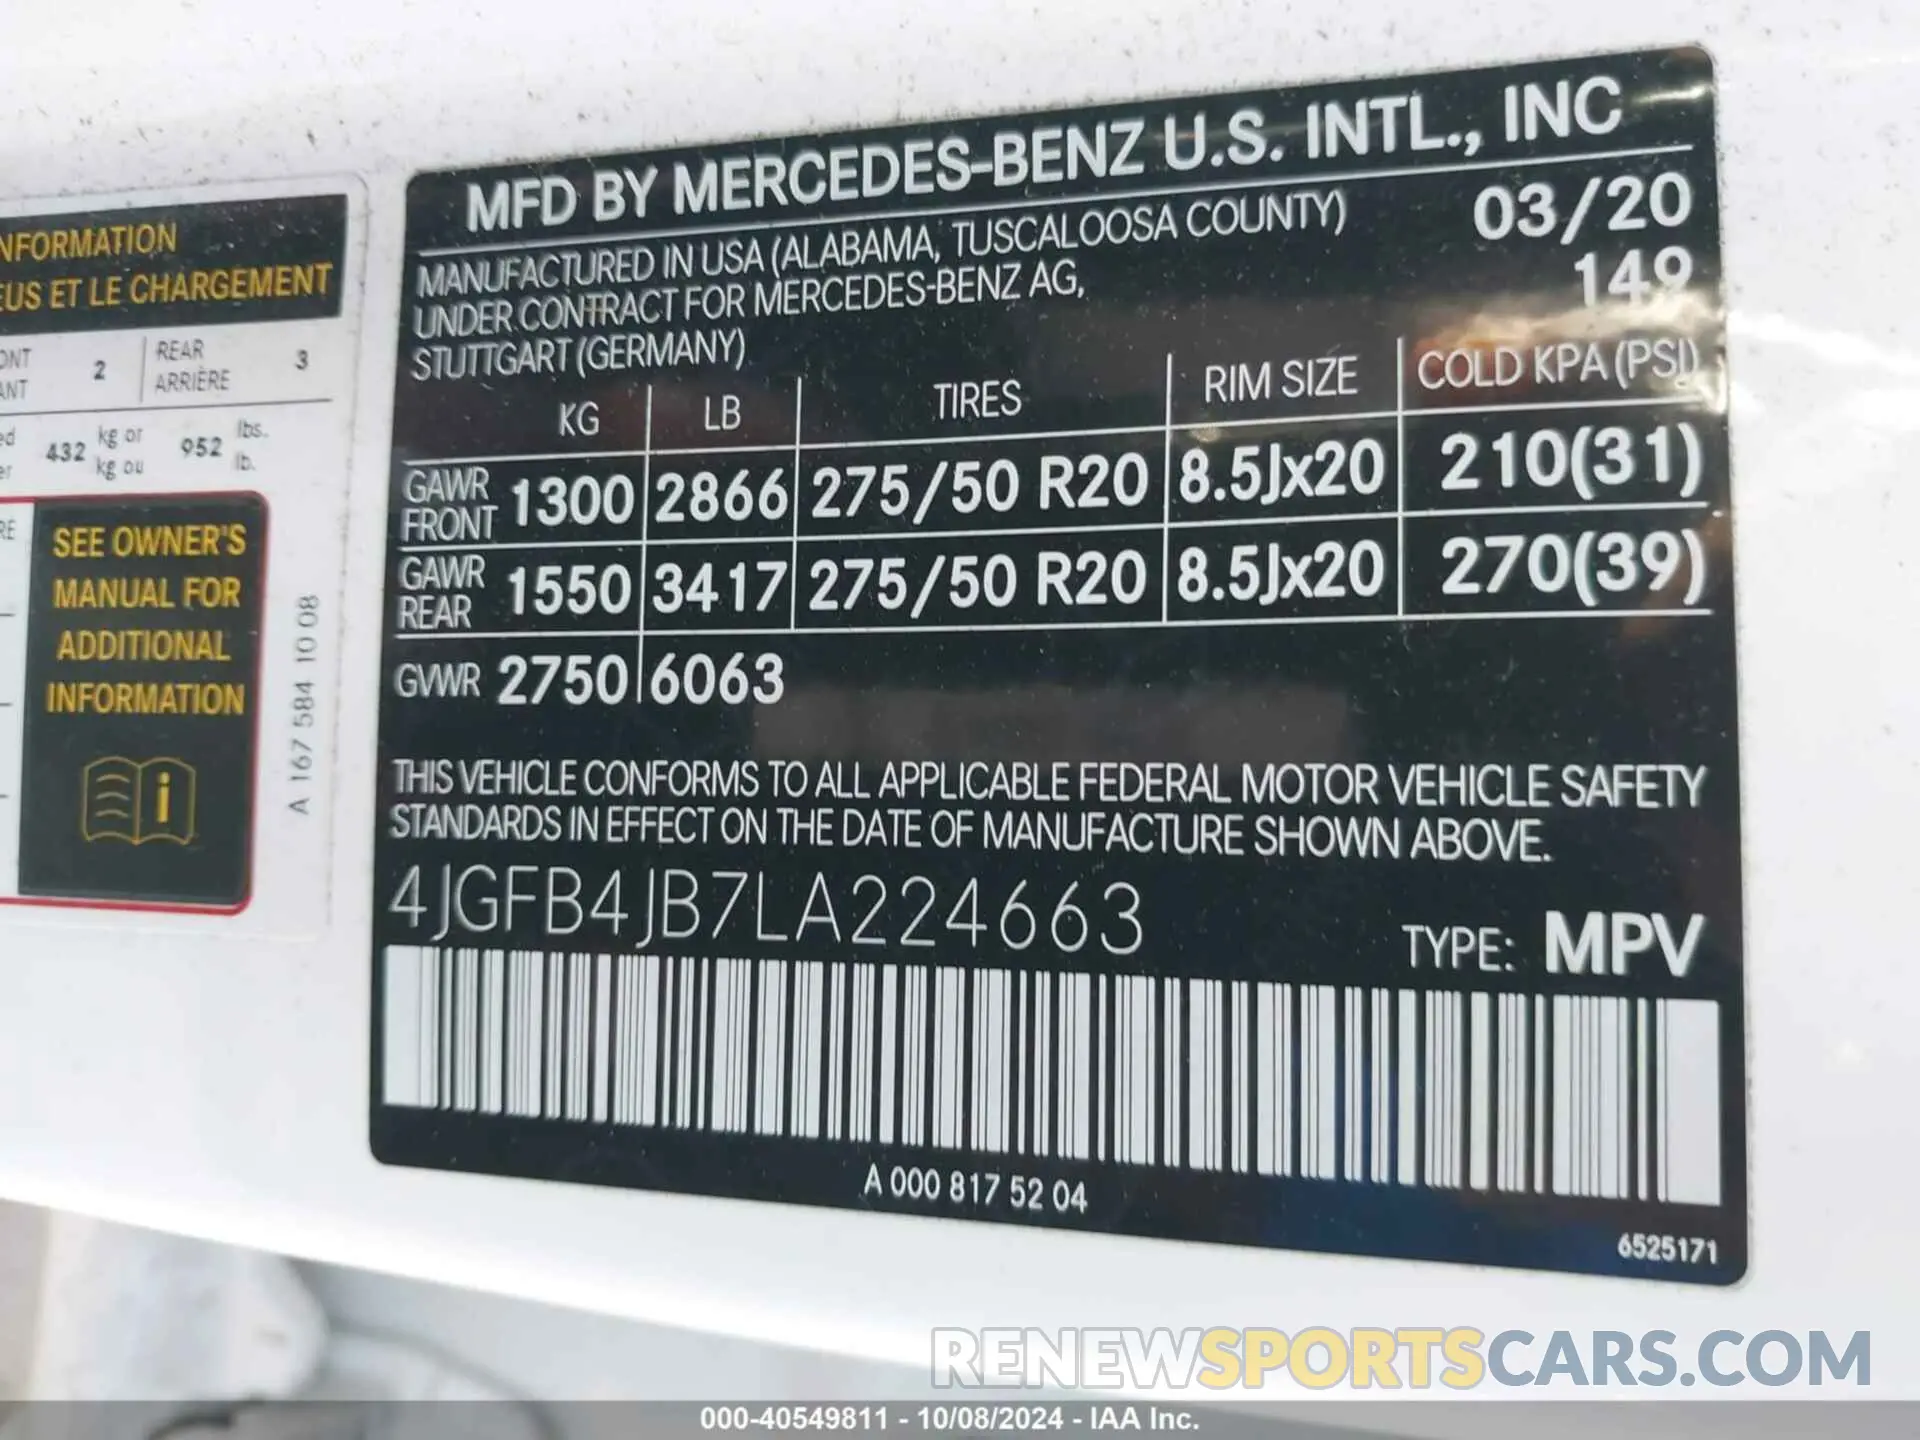 NFORMATION
EUS ET LE CHARGEMENT
ONT
ANT
2
REAR
ARRIÈRE
3
ed
er
432
kg or
kg ou
952
lbs.
lb.
RE
SEE OWNER'S
MANUAL FOR
ADDITIONAL
INFORMATION
i
A 167 584 10 08
MFD BY MERCEDES-BENZ U.S. INTL., INC
MANUFACTURED IN USA (ALABAMA, TUSCALOOSA COUNTY) 03/20
UNDER CONTRACT FOR MERCEDES-BENZ AG, 149
STUTTGART (GERMANY)
KG LB TIRES RIM SIZE COLD KPA (PSI)
GAWR
FRONT 1300 2866 275/50 R20 8.5Jx20 210(31)
GAWR
REAR 1550 3417 275/50 R20 8.5Jx20 270(39)
GVWR 2750 6063
THIS VEHICLE CONFORMS TO ALL APPLICABLE FEDERAL MOTOR VEHICLE SAFETY
STANDARDS IN EFFECT ON THE DATE OF MANUFACTURE SHOWN ABOVE.
4JGFB4JB7LA224663
TYPE: MPV
A 000 817 52 04
6525171
RENEWSPORTSCARS.COM
000-40549811 - 10/08/2024 - IAA Inc.